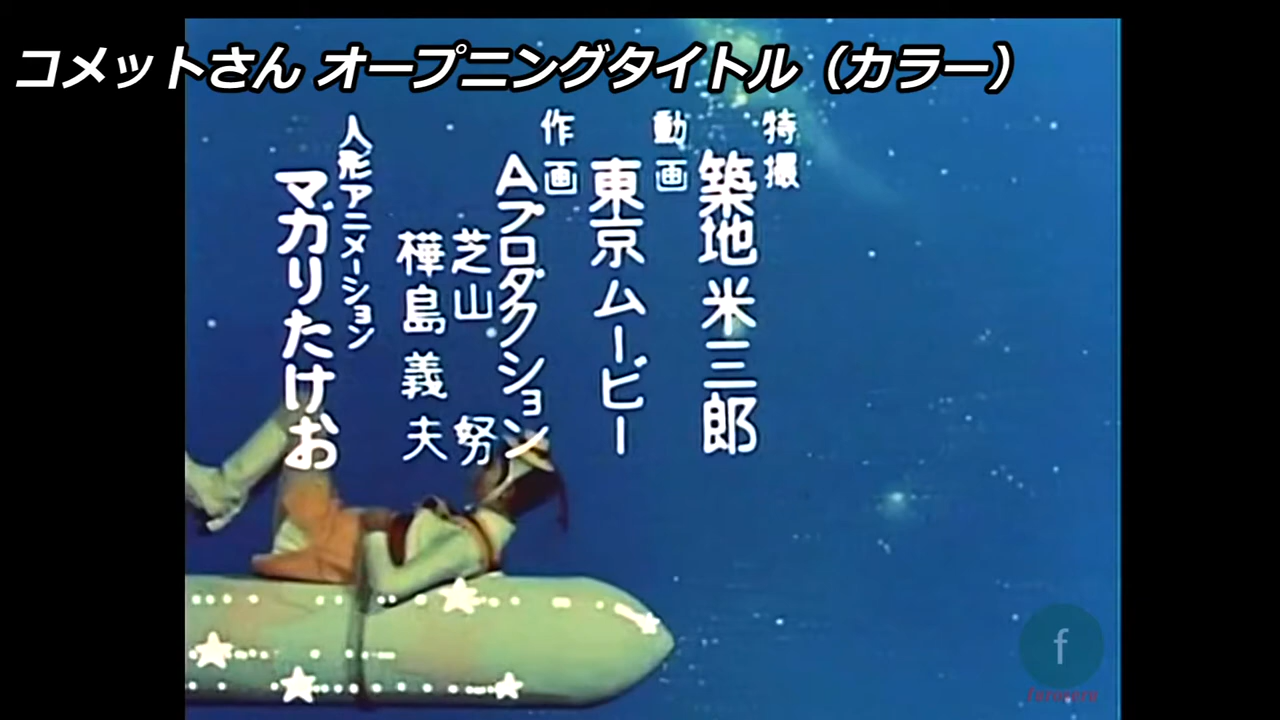 コメットさん オープニングタイトル（カラー）
特撮
築地米三郎
動画
東京ムービー
作画
Aプロダクション
芝山 努
椛島義夫
人形アニメーション
マガリたけお
f